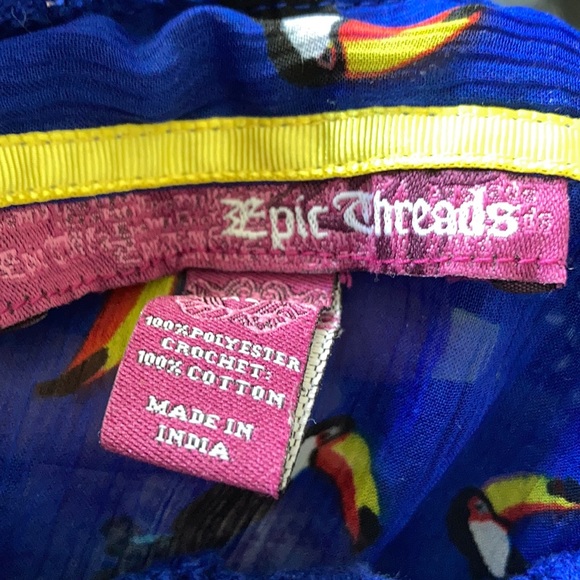 Epic Threads
100% POLYESTER
CROCHET:
100% COTTON
MADE IN
INDIA